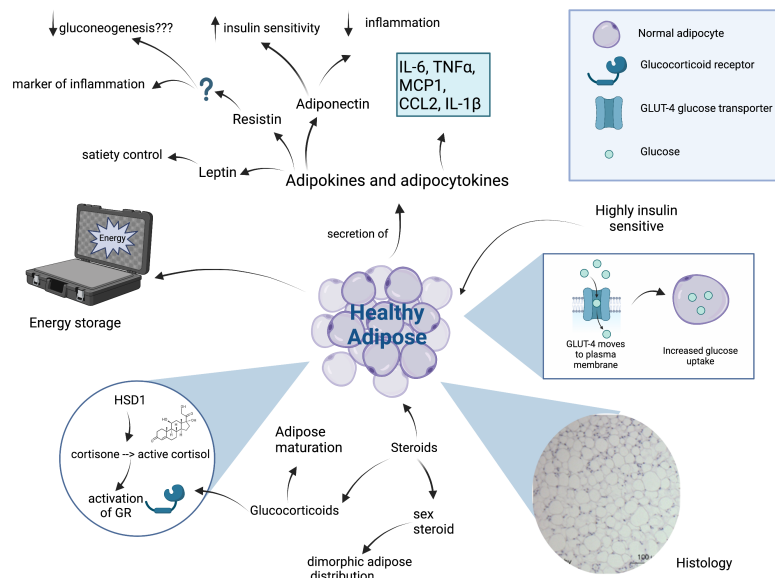 gluconeogenesis???
insulin sensitivity
inflammation
marker of inflammation
?
Adiponectin
Resistin
IL-6, TNFα,
MCP1,
CCL2, IL-1β
Normal adipocyte
Glucocorticoid receptor
GLUT-4 glucose transporter
Glucose
satiety control
Leptin
Adipokines and adipocytokines
secretion of
Highly insulin
sensitive
Energy
Energy storage
Healthy
Adipose
GLUT-4 moves
to plasma
membrane
Increased glucose
uptake
HSD1
cortisone --> active cortisol
activation
of GR
Adipose
maturation
Steroids
Glucocorticoids
sex
steroid
dimorphic adipose
distribution
100
Histology